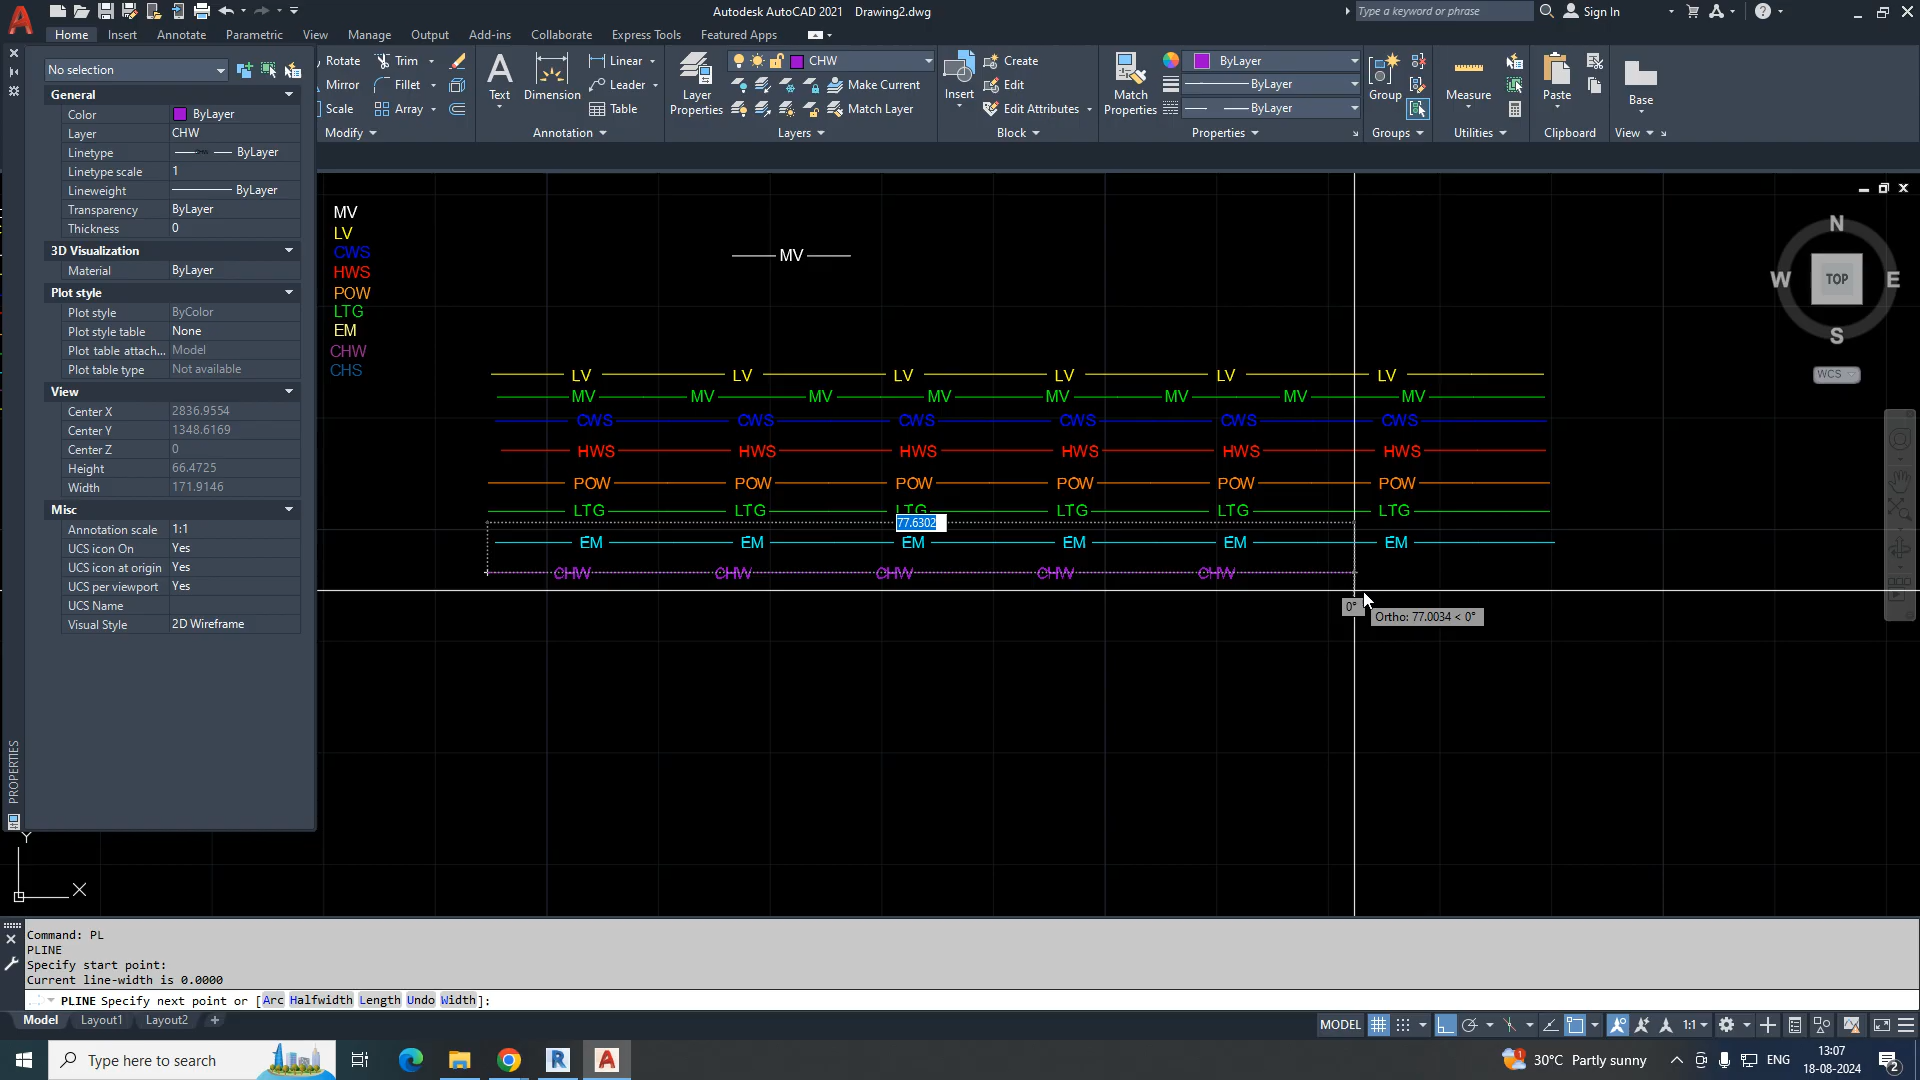 Autodesk AutoCAD 2021 Drawing2.dwg
Type a keyword or phrase
Sign In
Home Insert Annotate Parametric View Manage Output Add-ins Collaborate Express Tools Featured Apps
No selection
General
Color ByLayer
Layer CHW
Linetype ByLayer
Linetype scale 1
Lineweight ByLayer
Transparency ByLayer
Thickness 0
3D Visualization
Material ByLayer
Plot style
Plot style ByColor
Plot style table None
Plot table attach... Model
Plot table type Not available
View
Center X 2836.9554
Center Y 1348.6169
Center Z 0
Height 66.4725
Width 171.9146
Misc
Annotation scale 1:1
UCS icon On Yes
UCS icon at origin Yes
UCS per viewport Yes
UCS Name
Visual Style 2D Wireframe
PROPERTIES
Rotate Trim
Mirror Fillet
Scale Array
Modify
Text Dimension
Linear
Leader
Table
Annotation
Layer Properties
CHW
Make Current
Match Layer
Layers
Insert
Create
Edit
Edit Attributes
Block
Match Properties
ByLayer
ByLayer
ByLayer
Properties
Group
Groups
Measure
Utilities
Paste
Clipboard
Base
View
MV
LV
CWS
HWS
POW
LTG
EM
CHW
CHS
MV
LV LV LV LV LV LV
MV MV MV MV MV MV MV MV
CWS CWS CWS CWS CWS CWS
HWS HWS HWS HWS HWS HWS
POW POW POW POW POW POW
LTG LTG LTG LTG LTG LTG
77.6302
EM EM EM EM EM EM
CHW CHW CHW CHW CHW
0°
Ortho: 77.0034 < 0°
N
W TOP E
S
WCS
Y
X
Command: PL
PLINE
Specify start point:
Current line-width is 0.0000
PLINE Specify next point or [Arc Halfwidth Length Undo Width]:
Model Layout1 Layout2 +
MODEL 1:1
Type here to search
30°C Partly sunny
ENG
13:07
18-08-2024
2